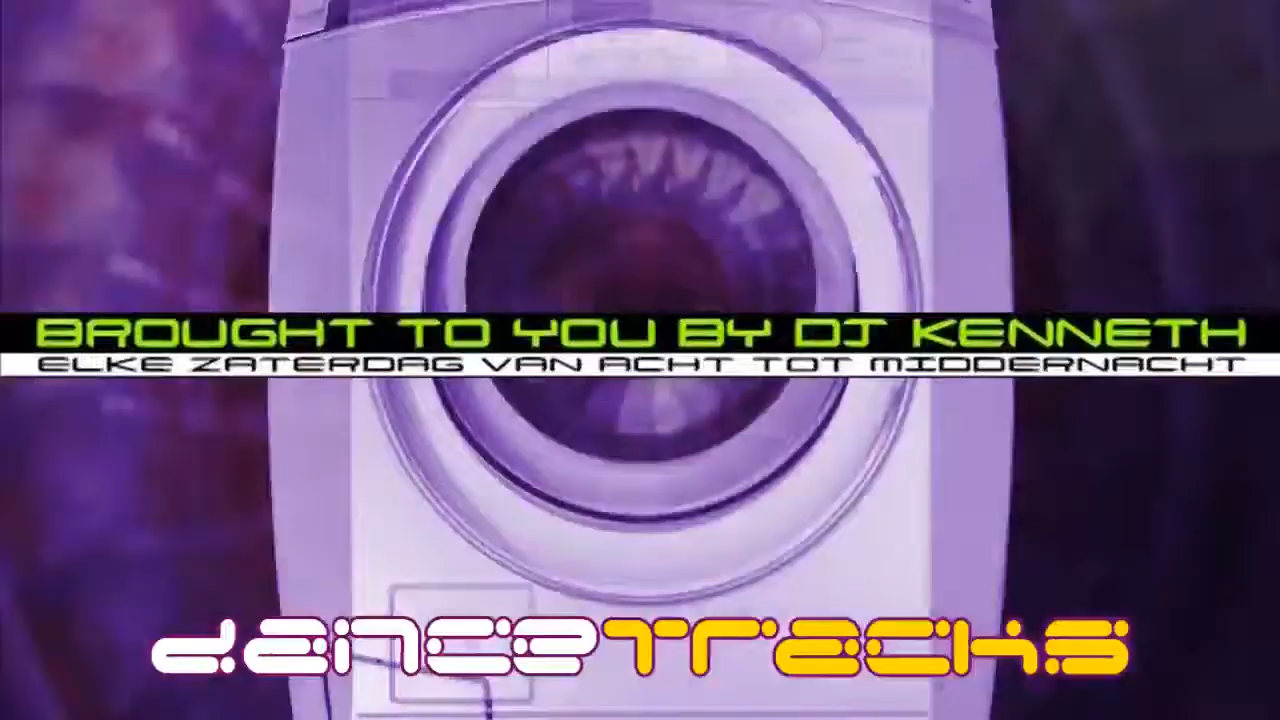 BROUGHT TO YOU BY DJ KENNETH
ELKE ZATERDAG VAN ACHT TOT MIDDERNACHT
dancetracks